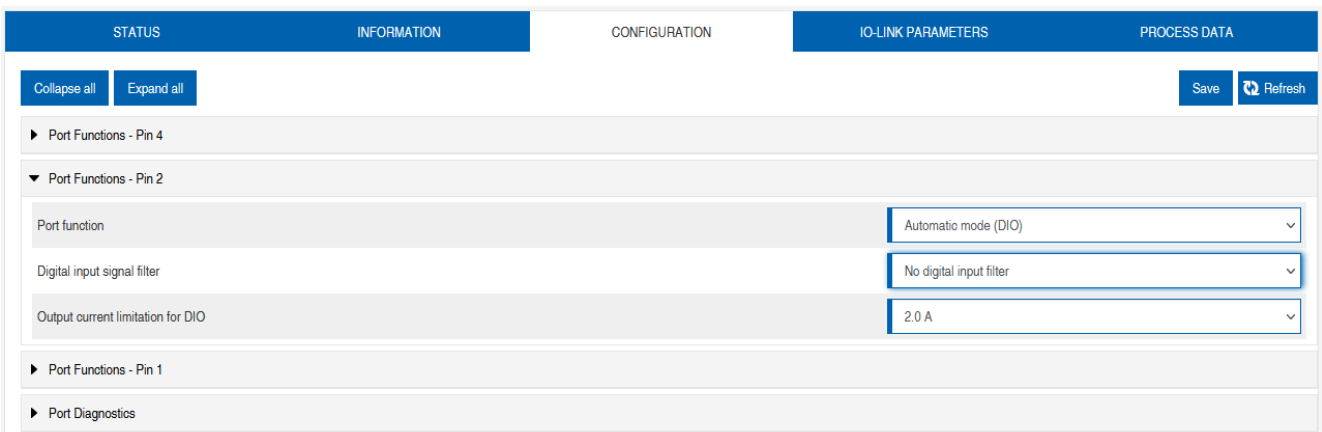 STATUS INFORMATION CONFIGURATION IO-LINK PARAMETERS PROCESS DATA
Collapse all Expand all Save Refresh
Port Functions - Pin 4
Port Functions - Pin 2
Port function Automatic mode (DIO)
Digital input signal filter No digital input filter
Output current limitation for DIO 2.0 A
Port Functions - Pin 1
Port Diagnostics